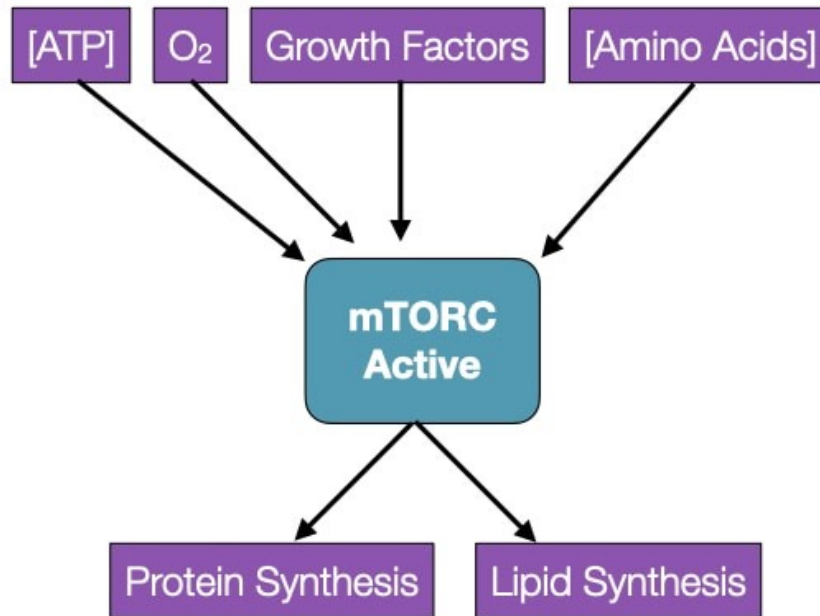 [ATP]
O₂
Growth Factors
[Amino Acids]
mTORC
Active
Protein Synthesis
Lipid Synthesis